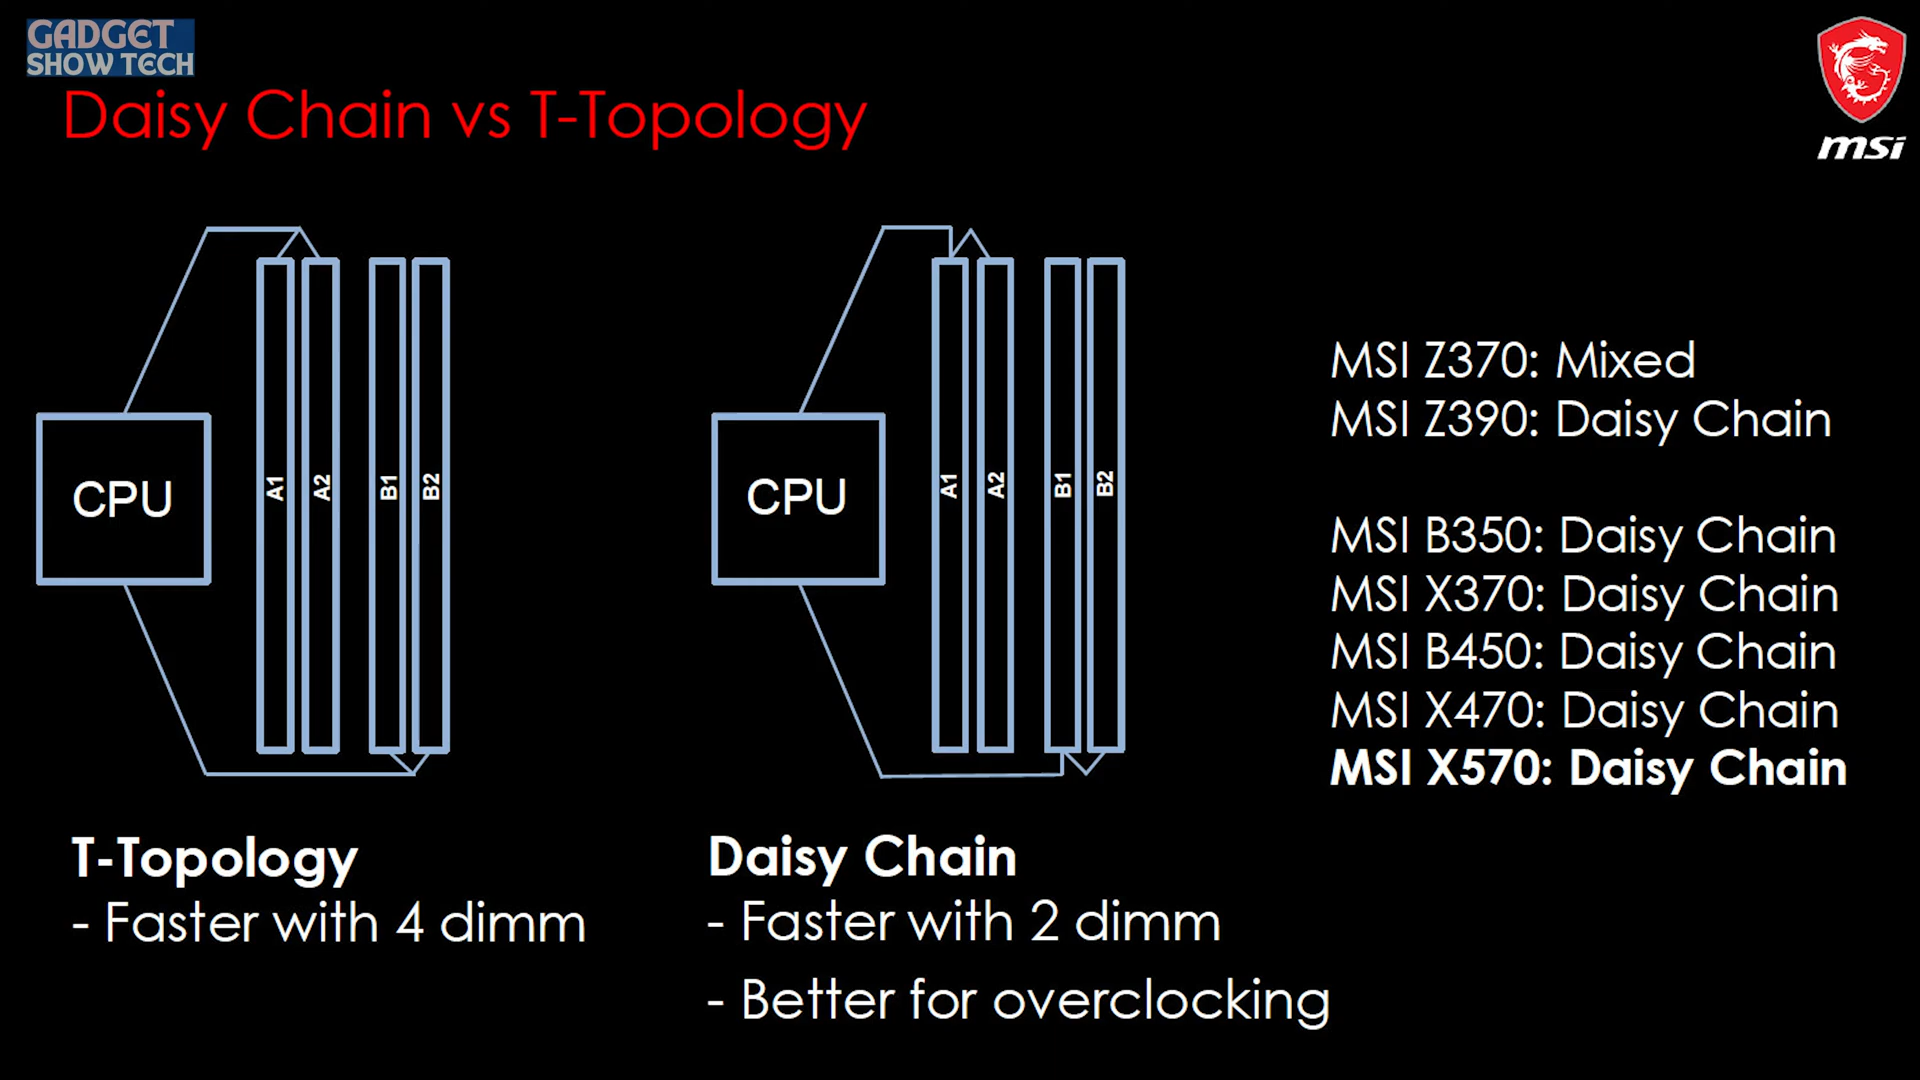 GADGET
SHOW TECH
Daisy Chain vs T-Topology
msi
CPU
A1
A2
B1
B2
CPU
A1
A2
B1
B2
MSI Z370: Mixed
MSI Z390: Daisy Chain
MSI B350: Daisy Chain
MSI X370: Daisy Chain
MSI B450: Daisy Chain
MSI X470: Daisy Chain
MSI X570: Daisy Chain
T-Topology
- Faster with 4 dimm
Daisy Chain
- Faster with 2 dimm
- Better for overclocking